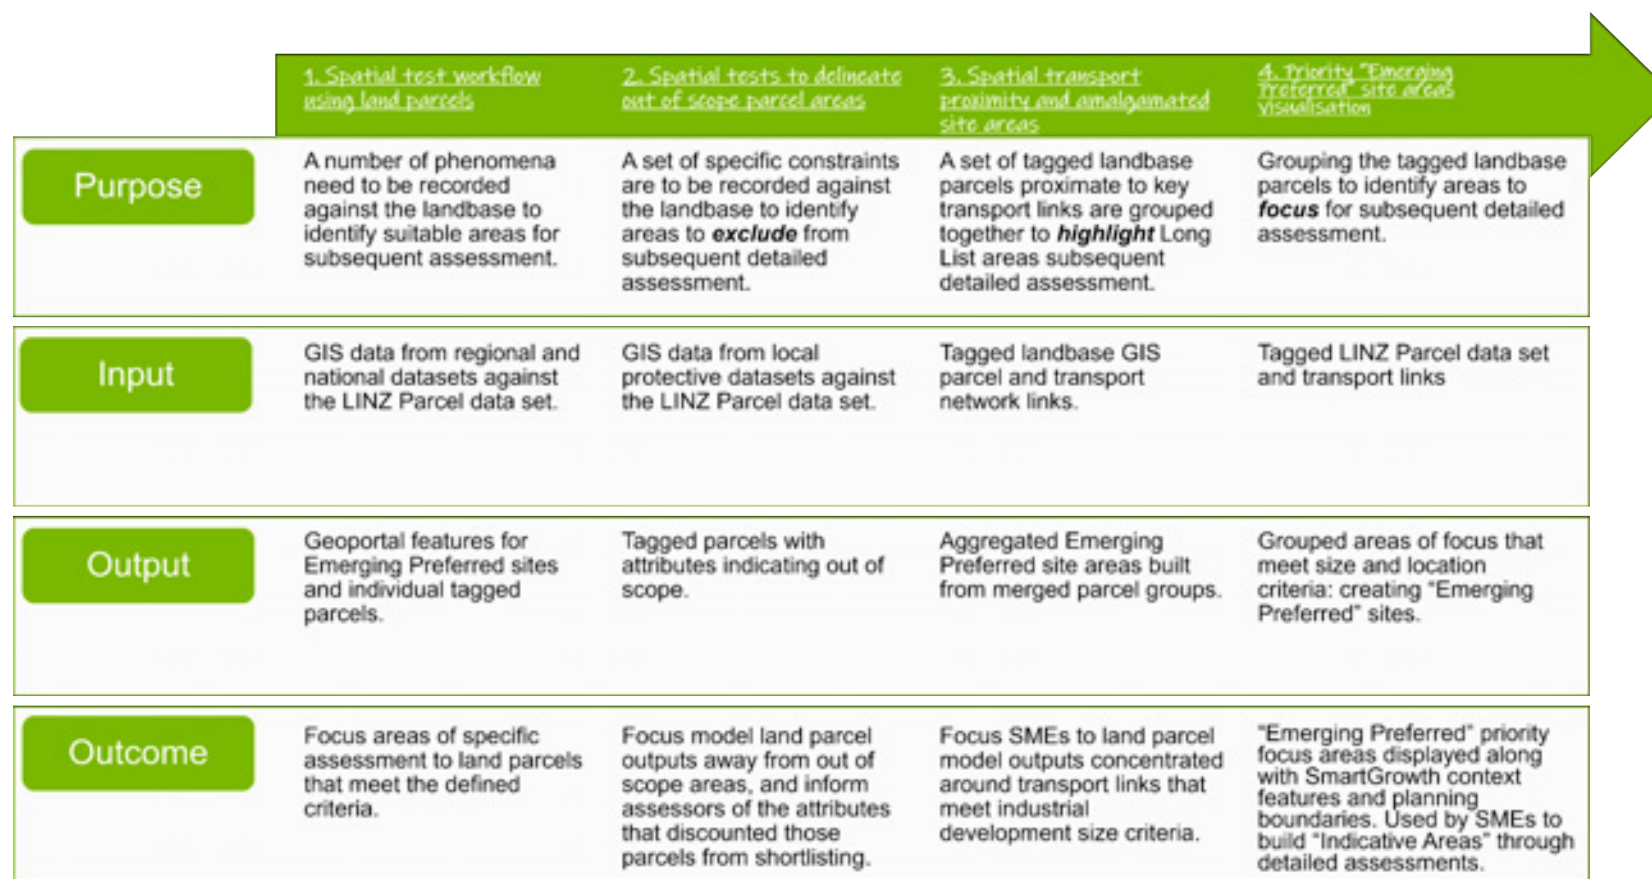 1. Spatial test workflow
using land parcels
2. Spatial tests to delineate
out of scope parcel areas
3. Spatial transport
proximity and amalgamated
site areas
4. Priority "Emerging
Preferred" site areas
visualisation
Purpose
A number of phenomena
need to be recorded
against the landbase to
identify suitable areas for
subsequent assessment.
A set of specific constraints
are to be recorded against
the landbase to identify
areas to exclude from
subsequent detailed
assessment.
A set of tagged landbase
parcels proximate to key
transport links are grouped
together to highlight Long
List areas subsequent
detailed assessment.
Grouping the tagged landbase
parcels to identify areas to
focus for subsequent detailed
assessment.
Input
GIS data from regional and
national datasets against
the LINZ Parcel data set.
GIS data from local
protective datasets against
the LINZ Parcel data set.
Tagged landbase GIS
parcel and transport
network links.
Tagged LINZ Parcel data set
and transport links
Output
Geoportal features for
Emerging Preferred sites
and individual tagged
parcels.
Tagged parcels with
attributes indicating out of
scope.
Aggregated Emerging
Preferred site areas built
from merged parcel groups.
Grouped areas of focus that
meet size and location
criteria: creating "Emerging
Preferred" sites.
Outcome
Focus areas of specific
assessment to land parcels
that meet the defined
criteria.
Focus model land parcel
outputs away from out of
scope areas, and inform
assessors of the attributes
that discounted those
parcels from shortlisting.
Focus SMEs to land parcel
model outputs concentrated
around transport links that
meet industrial
development size criteria.
"Emerging Preferred" priority
focus areas displayed along
with SmartGrowth context
features and planning
boundaries. Used by SMEs to
build "Indicative Areas" through
detailed assessments.